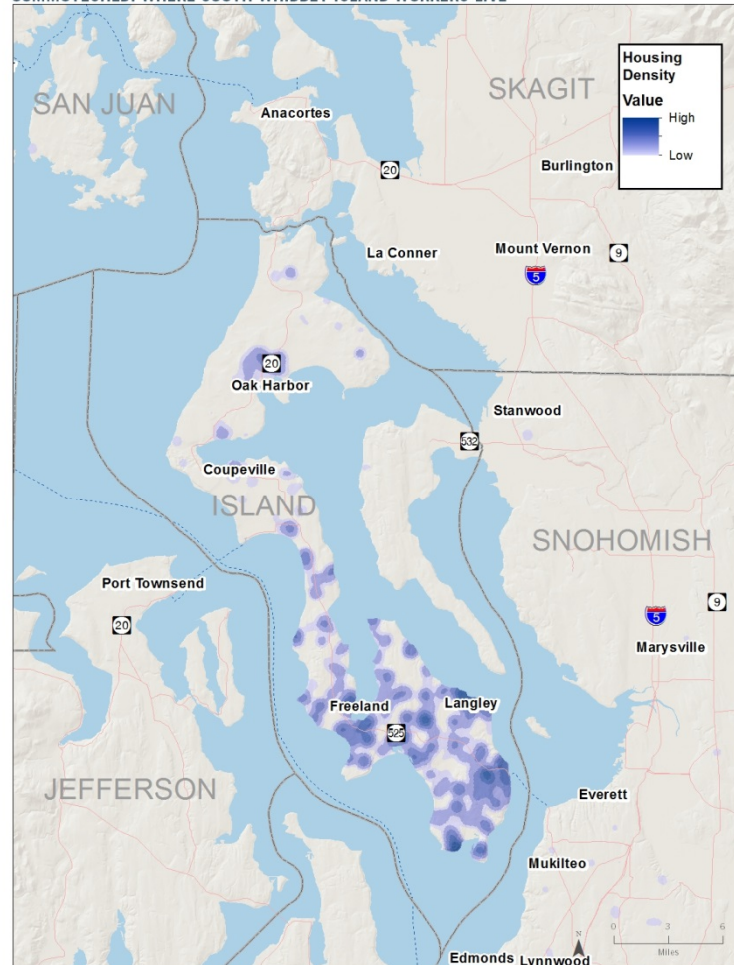 Housing
Density
Value
High
Low
SAN JUAN
SKAGIT
Anacortes
20
Burlington
La Conner
Mount Vernon
9
5
20
Oak Harbor
Stanwood
532
Coupeville
ISLAND
SNOHOMISH
Port Townsend
20
9
5
Marysville
Freeland
Langley
525
JEFFERSON
Everett
Mukilteo
N
0 3 6
Miles
Edmonds
Lynnwood